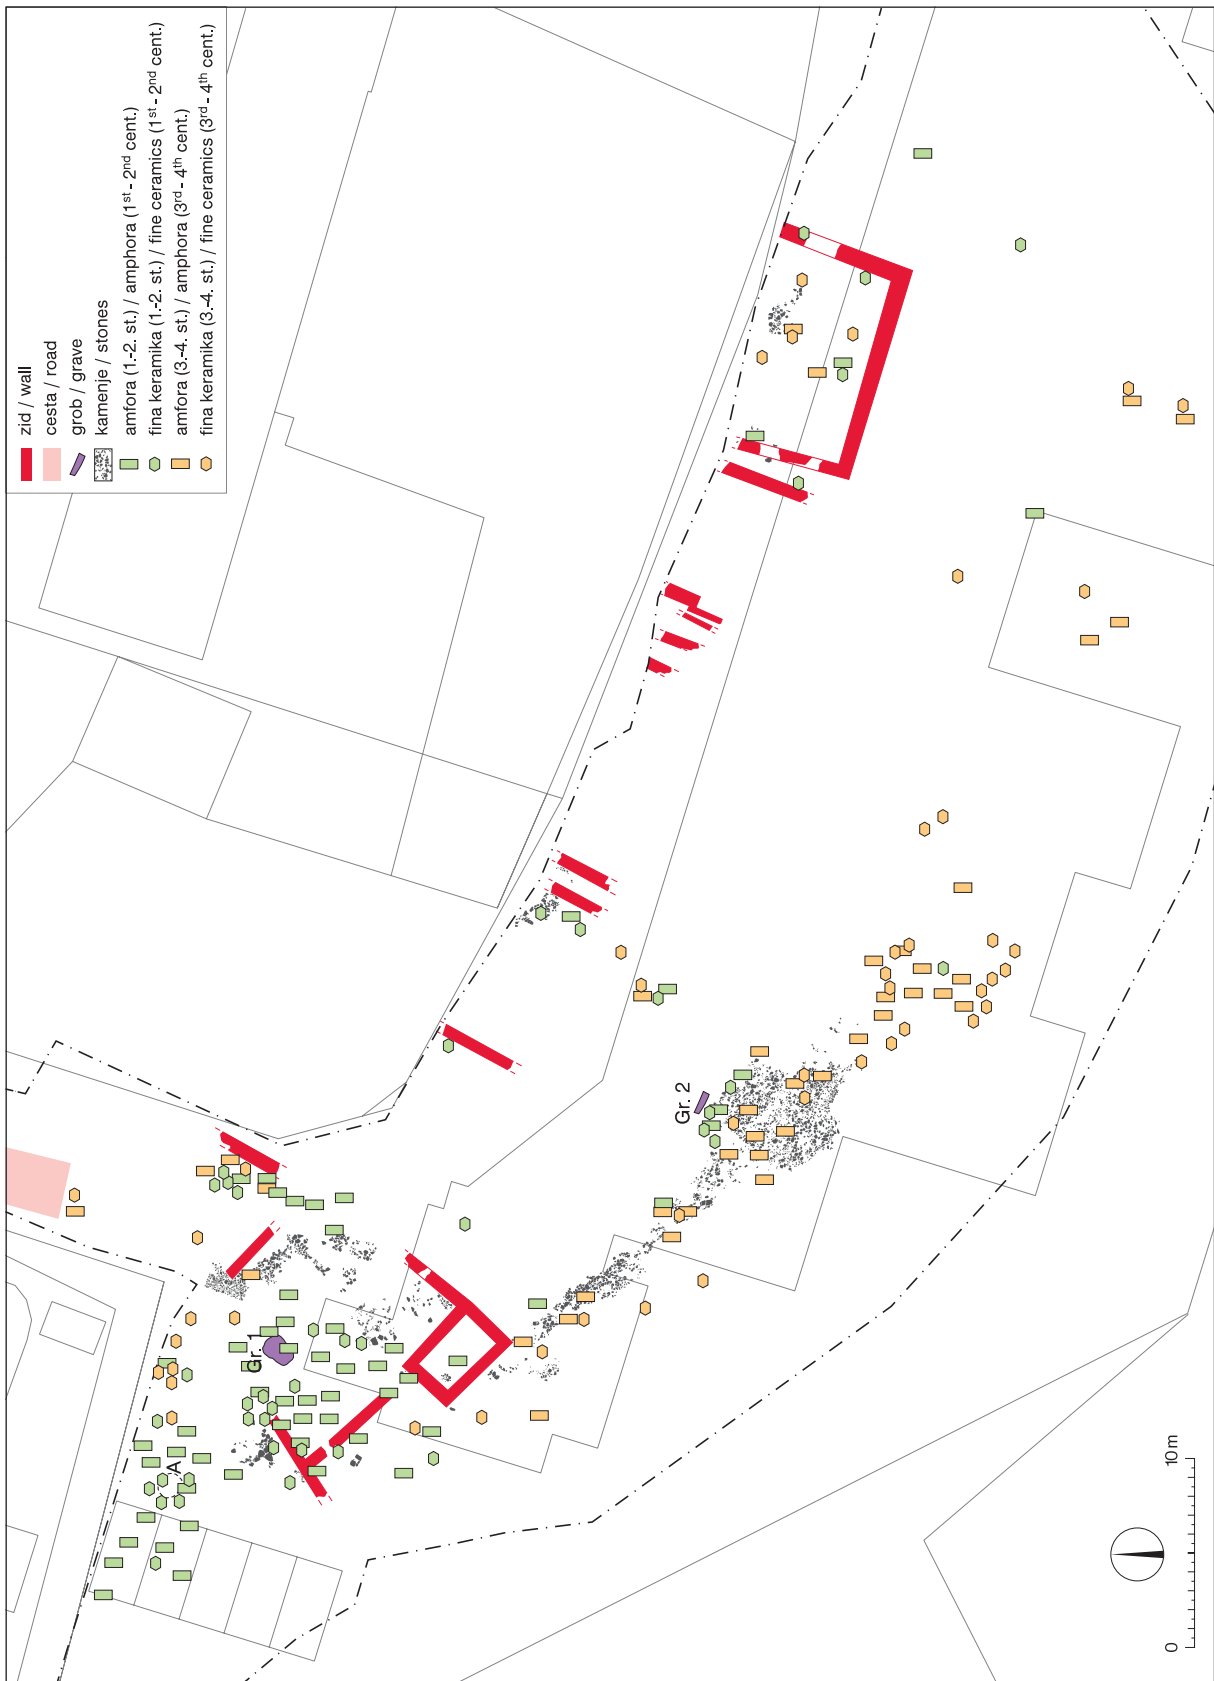 zid / wall
cesta / road
grob / grave
kamenje / stones
amfora (1.-2. st.) / amphora (1st - 2nd cent.)
fina keramika (1.-2. st.) / fine ceramics (1st - 2nd cent.)
amfora (3.-4. st.) / amphora (3rd - 4th cent.)
fina keramika (3.-4. st.) / fine ceramics (3rd - 4th cent.)
A
Gr. 1
Gr. 2
0 10 m